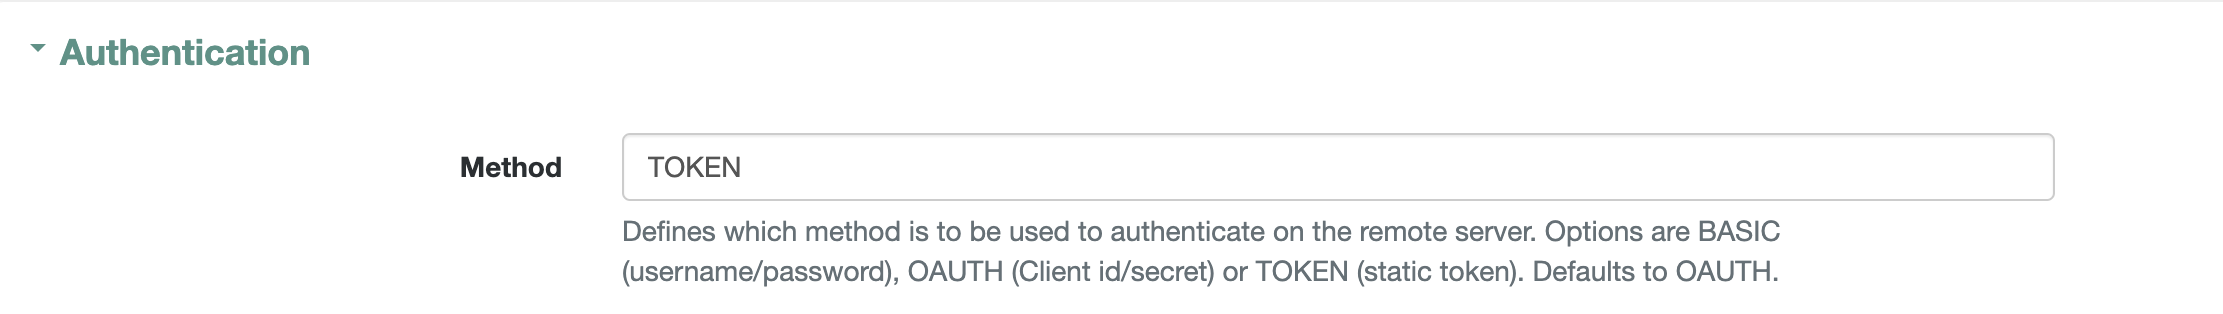 Authentication
Method
TOKEN
Defines which method is to be used to authenticate on the remote server. Options are BASIC
(username/password), OAUTH (Client id/secret) or TOKEN (static token). Defaults to OAUTH.